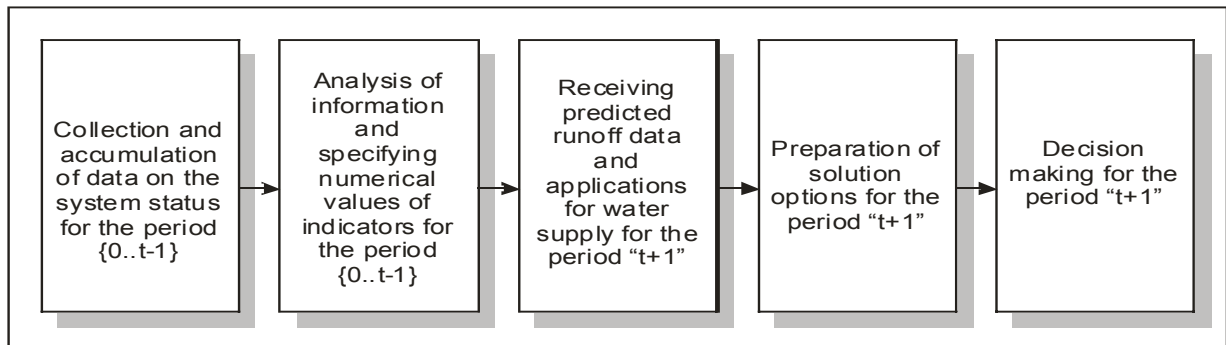 Collection and
accumulation
of data on the
system status
for the period
{0..t-1}
Analysis of
information
and
specifying
numerical
values of
indicators for
the period
{0..t-1}
Receiving
predicted
runoff data
and
applications
for water
supply for the
period “t+1”
Preparation of
solution
options for the
period “t+1”
Decision
making for the
period “t+1”